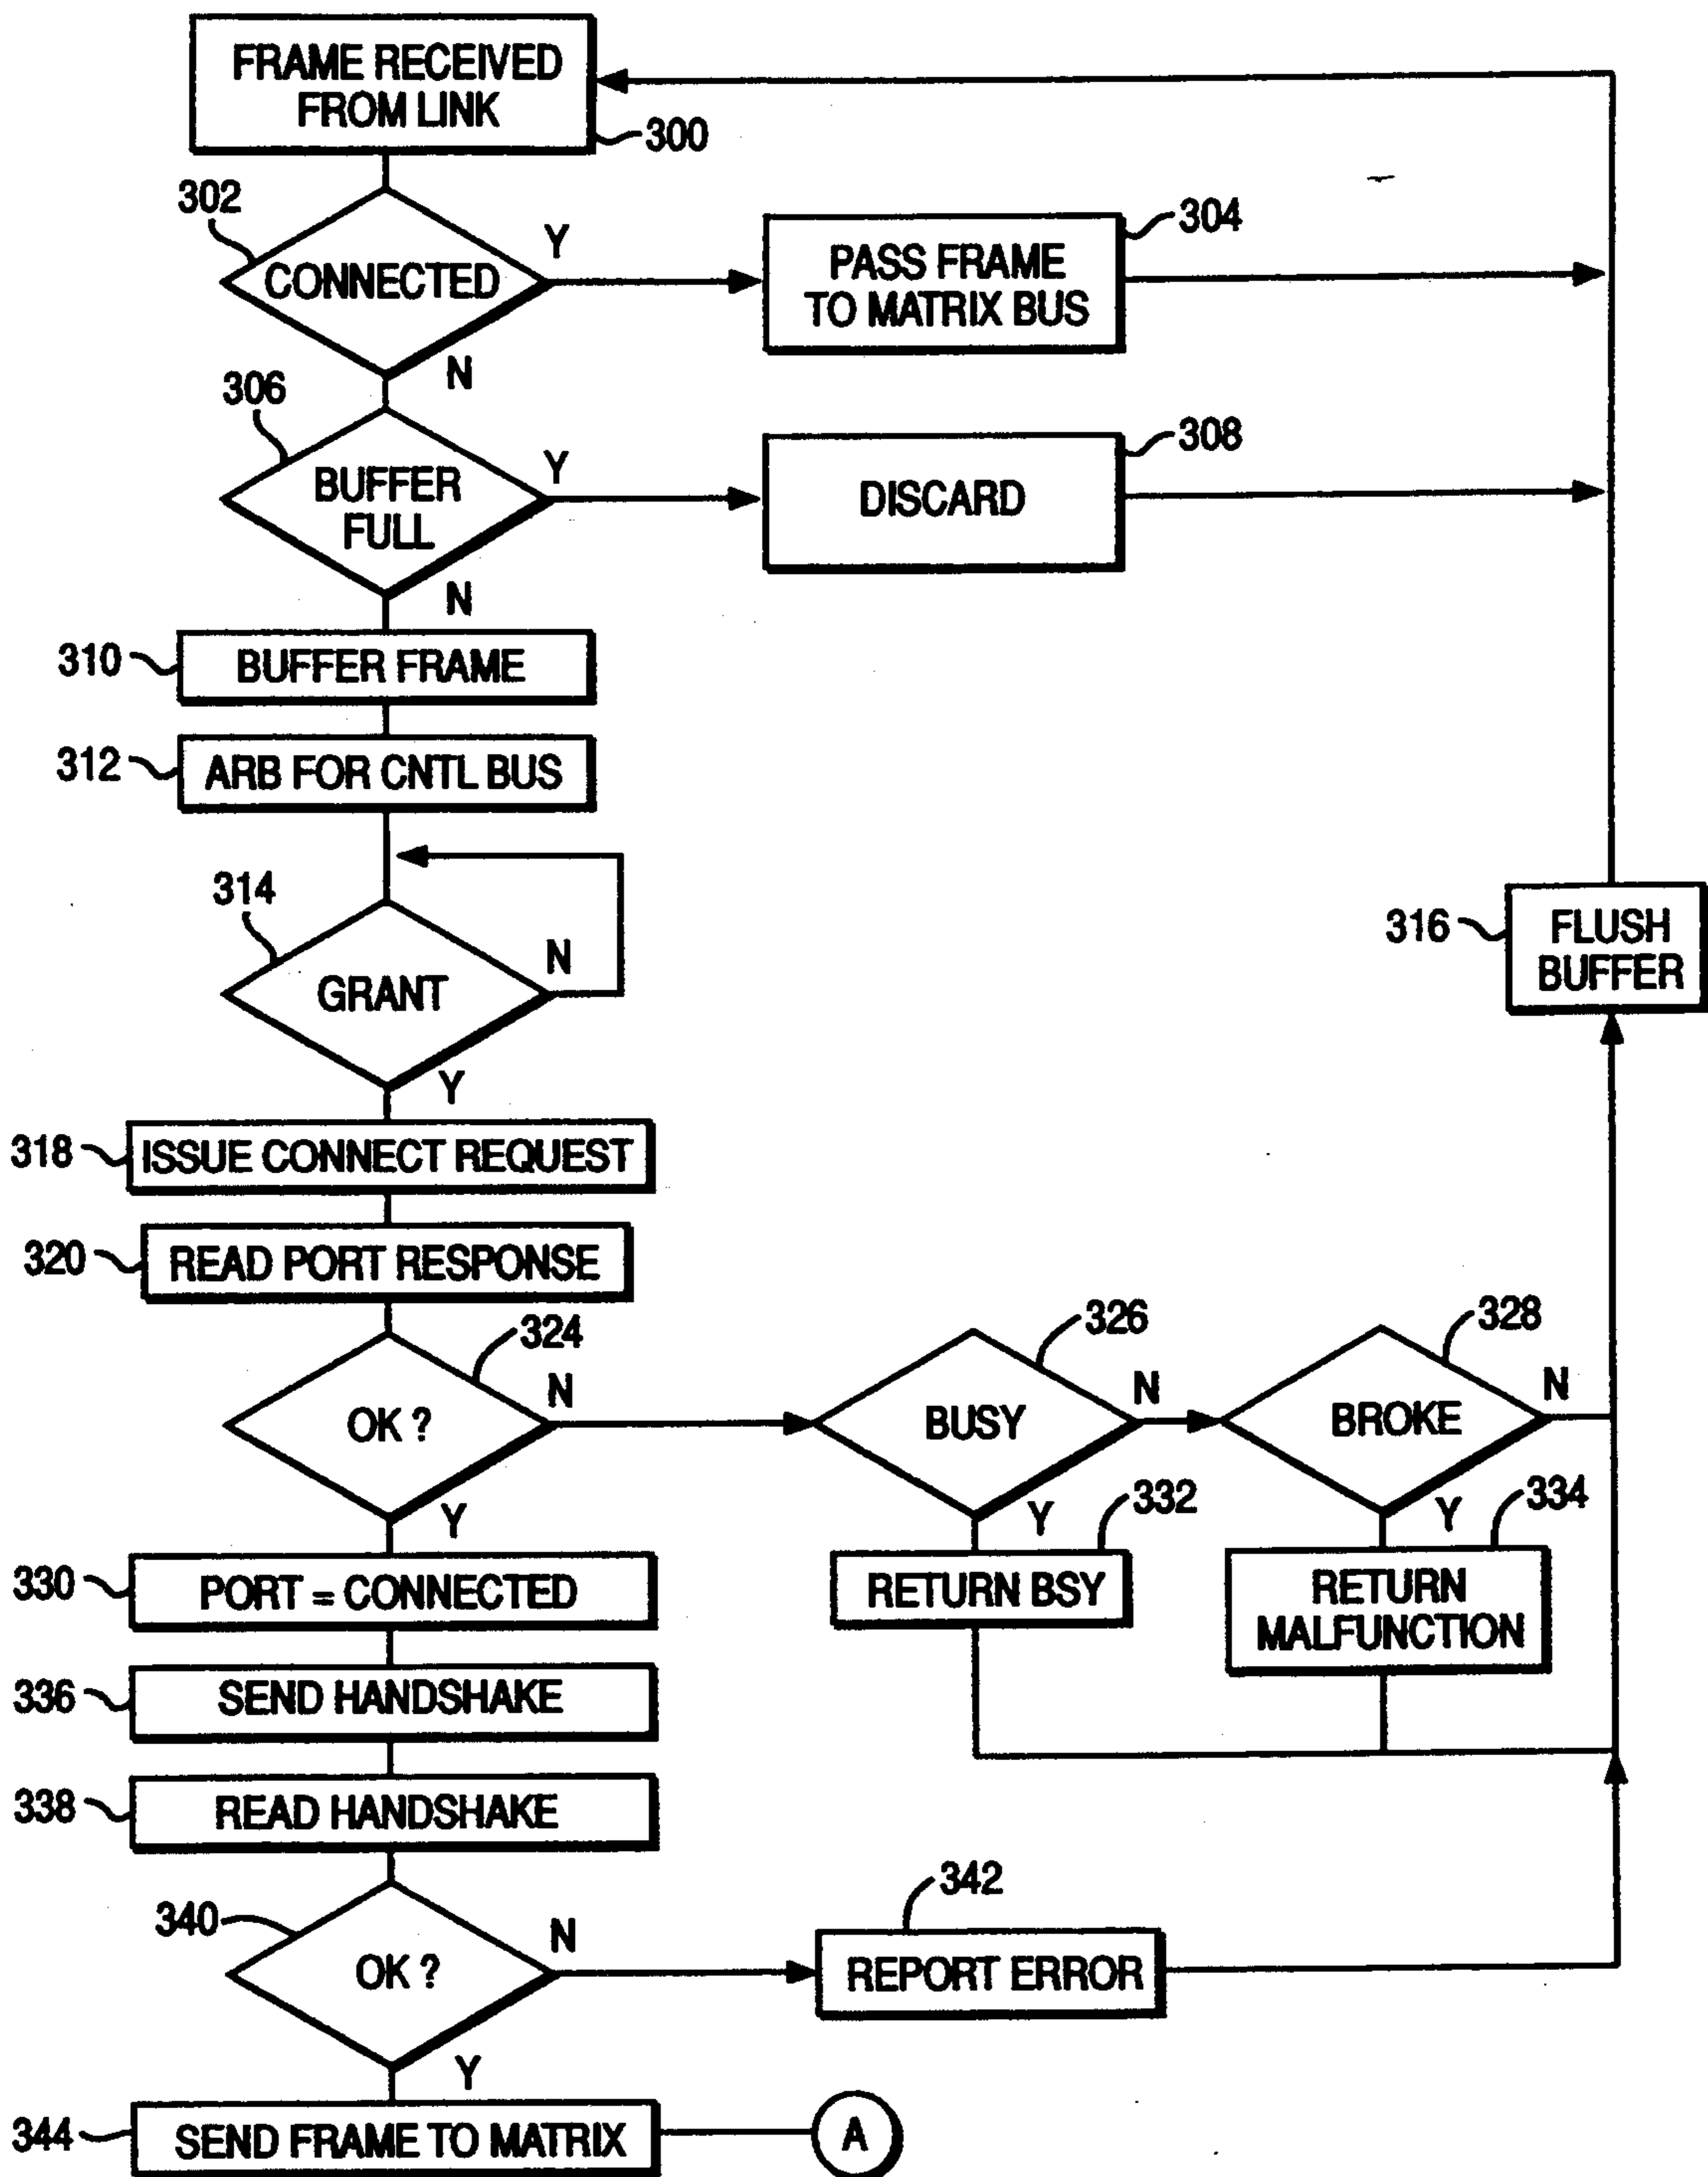 FRAME RECEIVED
FROM LINK
300
302
CONNECTED
Y
N
PASS FRAME
TO MATRIX BUS
304
306
BUFFER
FULL
Y
N
DISCARD
308
310
BUFFER FRAME
312
ARB FOR CNTL BUS
314
GRANT
N
Y
316
FLUSH
BUFFER
318
ISSUE CONNECT REQUEST
320
READ PORT RESPONSE
324
OK ?
N
Y
326
BUSY
N
Y
328
BROKE
N
Y
332
RETURN BSY
334
RETURN
MALFUNCTION
330
PORT = CONNECTED
336
SEND HANDSHAKE
338
READ HANDSHAKE
340
OK ?
N
Y
342
REPORT ERROR
344
SEND FRAME TO MATRIX
A